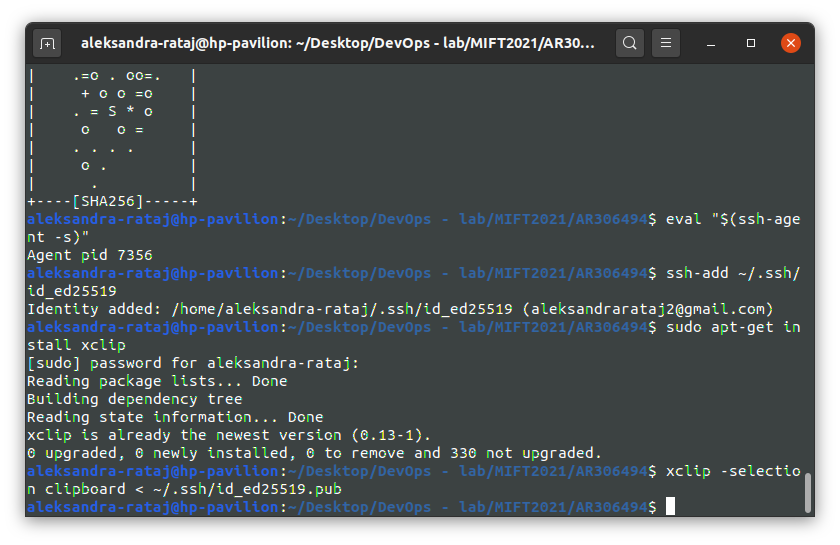 aleksandra-rataj@hp-pavilion: ~/Desktop/DevOps - lab/MIFT2021/AR30...
|    .=o . oo=.   |
|     + o o =o    |
|    . = S * o    |
|     o   o =     |
|    . . . .      |
|     o .         |
|      .          |
+----[SHA256]-----+
aleksandra-rataj@hp-pavilion:~/Desktop/DevOps - lab/MIFT2021/AR306494$ eval "$(ssh-age
nt -s)"
Agent pid 7356
aleksandra-rataj@hp-pavilion:~/Desktop/DevOps - lab/MIFT2021/AR306494$ ssh-add ~/.ssh/
id_ed25519
Identity added: /home/aleksandra-rataj/.ssh/id_ed25519 (aleksandrarataj2@gmail.com)
aleksandra-rataj@hp-pavilion:~/Desktop/DevOps - lab/MIFT2021/AR306494$ sudo apt-get in
stall xclip
[sudo] password for aleksandra-rataj:
Reading package lists... Done
Building dependency tree
Reading state information... Done
xclip is already the newest version (0.13-1).
0 upgraded, 0 newly installed, 0 to remove and 330 not upgraded.
aleksandra-rataj@hp-pavilion:~/Desktop/DevOps - lab/MIFT2021/AR306494$ xclip -selectio
n clipboard < ~/.ssh/id_ed25519.pub
aleksandra-rataj@hp-pavilion:~/Desktop/DevOps - lab/MIFT2021/AR306494$